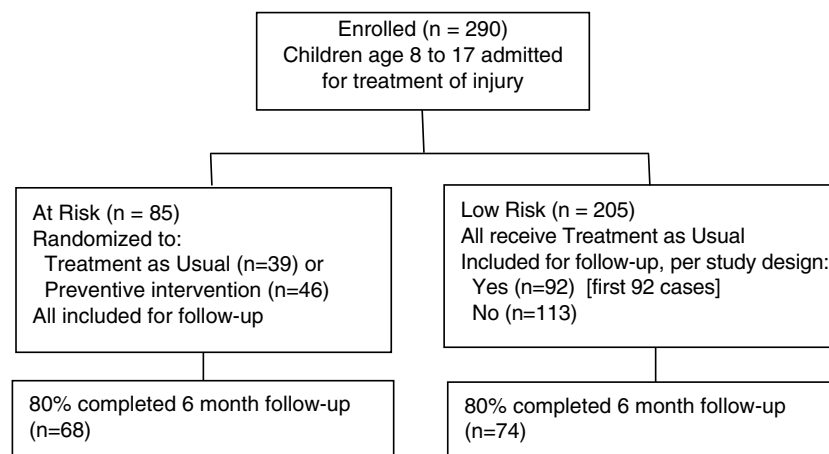 Enrolled (n = 290)
Children age 8 to 17 admitted
for treatment of injury
At Risk (n = 85)
Randomized to:
Treatment as Usual (n=39) or
Preventive intervention (n=46)
All included for follow-up
Low Risk (n = 205)
All receive Treatment as Usual
Included for follow-up, per study design:
Yes (n=92) [first 92 cases]
No (n=113)
80% completed 6 month follow-up
(n=68)
80% completed 6 month follow-up
(n=74)